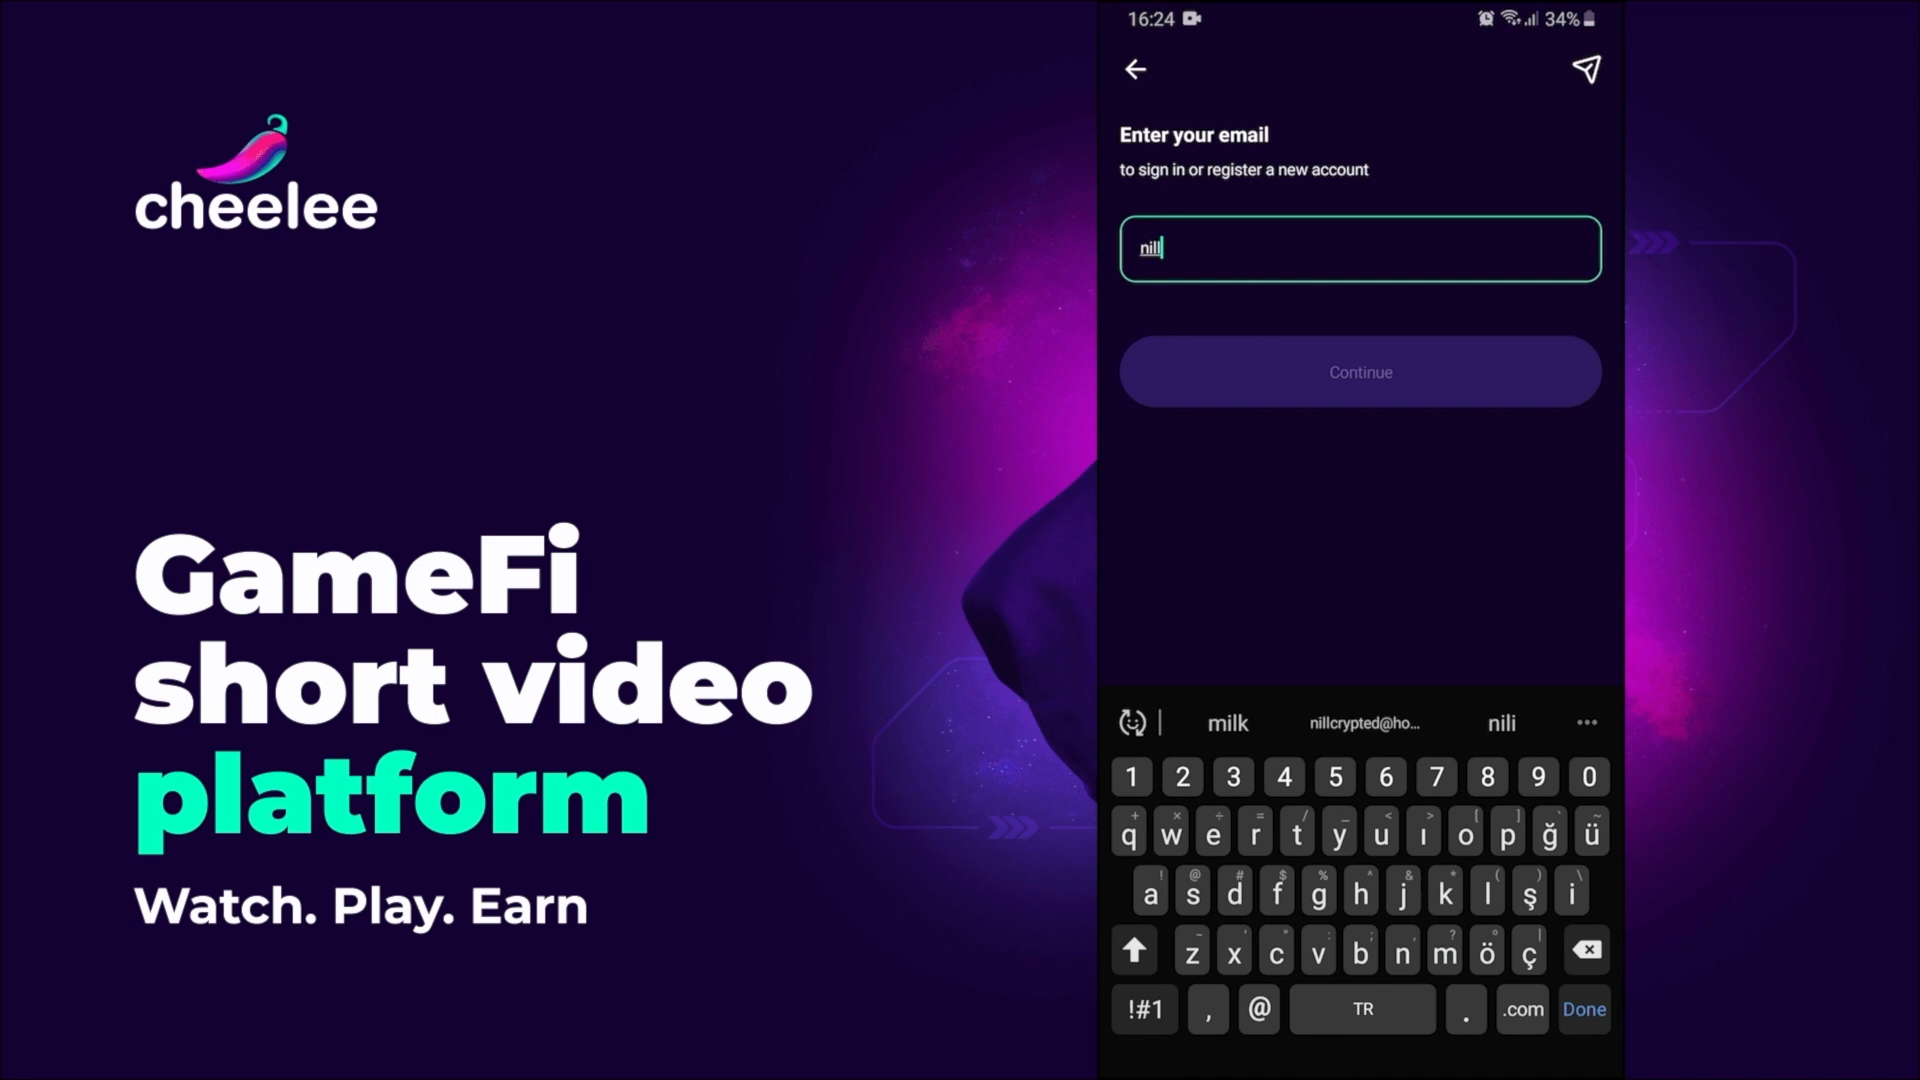 cheelee
GameFi
short video
platform
Watch. Play. Earn
16:24
34%
Enter your email
to sign in or register a new account
nill
Continue
milk nillcrypted@ho... nili
1 2 3 4 5 6 7 8 9 0
q w e r t y u ı o p ğ ü
a s d f g h j k l ş i
z x c v b n m ö ç
!#1 , @ TR . .com Done